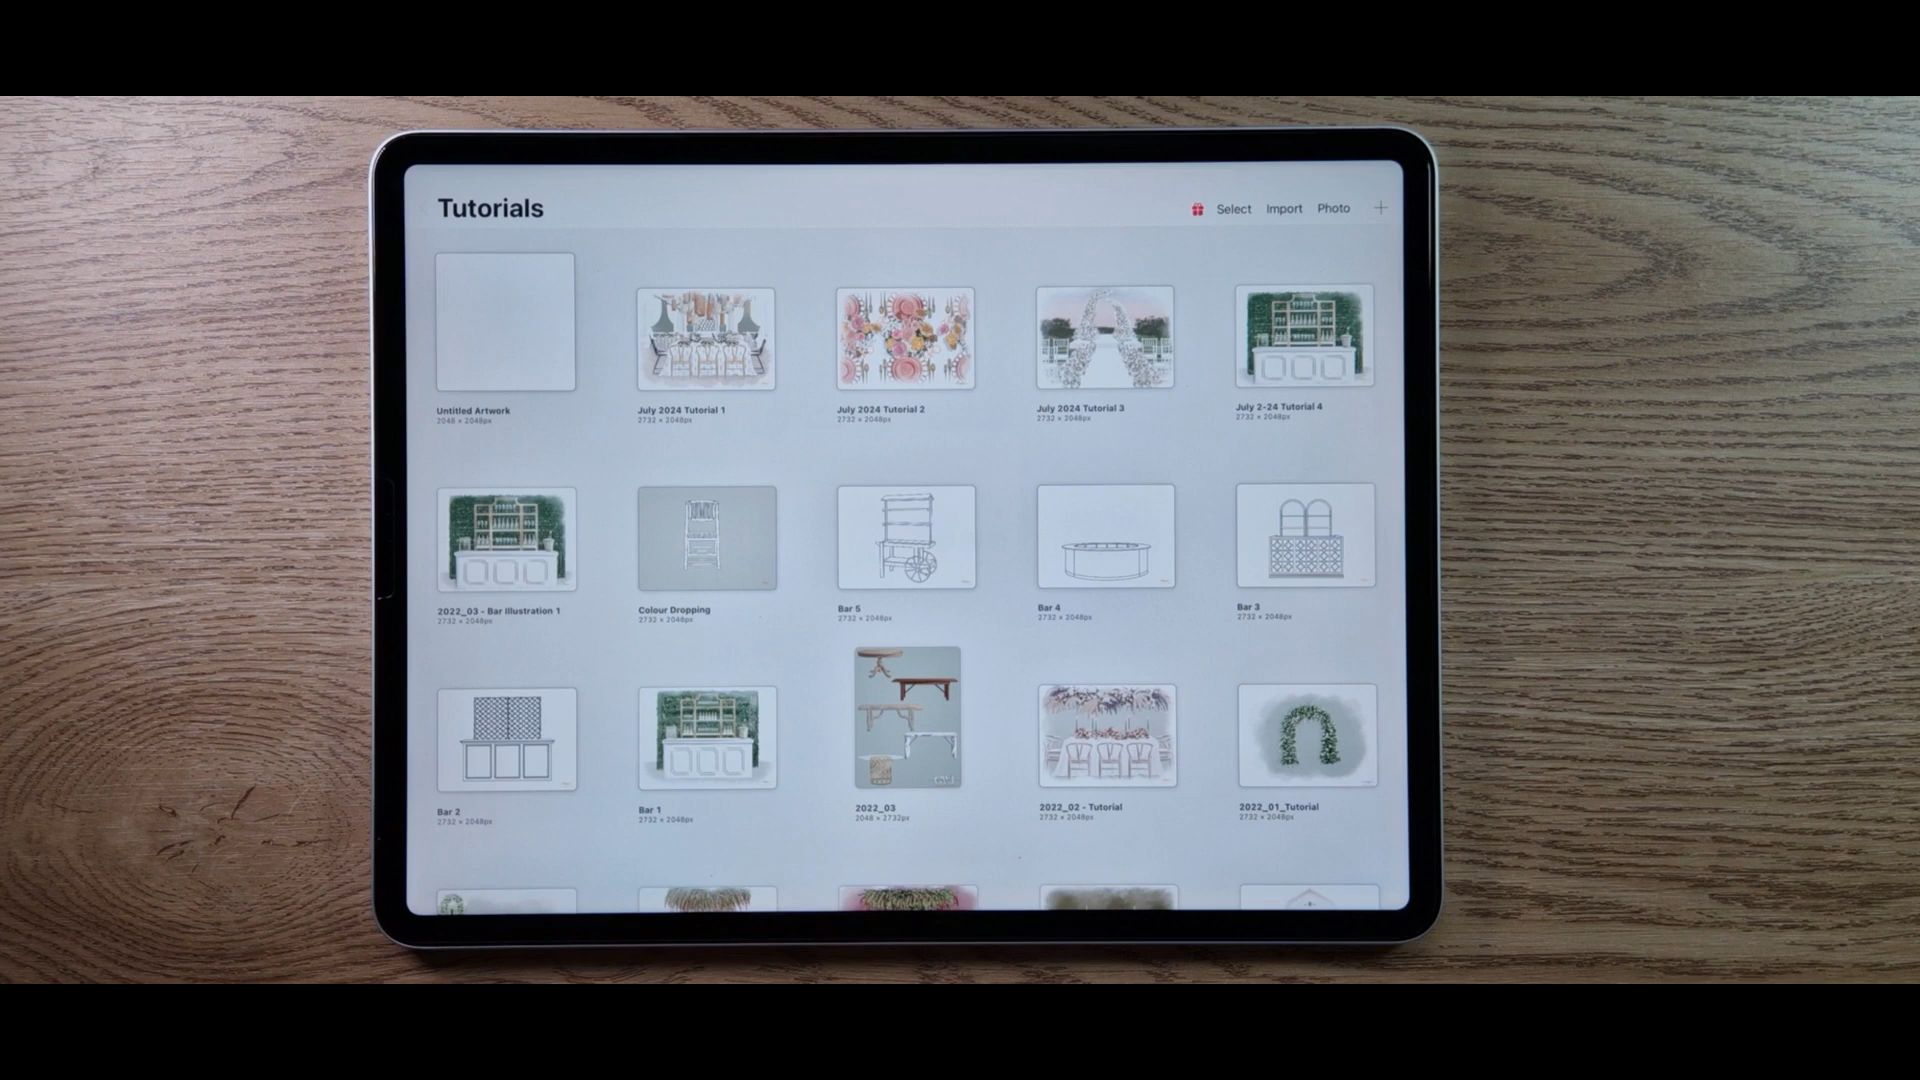 Tutorials
Select Import Photo
Untitled Artwork
2048 × 2048px
July 2024 Tutorial 1
2732 × 2048px
July 2024 Tutorial 2
2732 × 2048px
July 2024 Tutorial 3
2732 × 2048px
July 2-24 Tutorial 4
2732 × 2048px
2022_03 - Bar Illustration 1
2732 × 2048px
Colour Dropping
2732 × 2048px
Bar 5
2732 × 2048px
Bar 4
2732 × 2048px
Bar 3
2732 × 2048px
Bar 2
2732 × 2048px
Bar 1
2732 × 2048px
2022_03
2048 × 2732px
2022_02 - Tutorial
2732 × 2048px
2022_01_Tutorial
2732 × 2048px